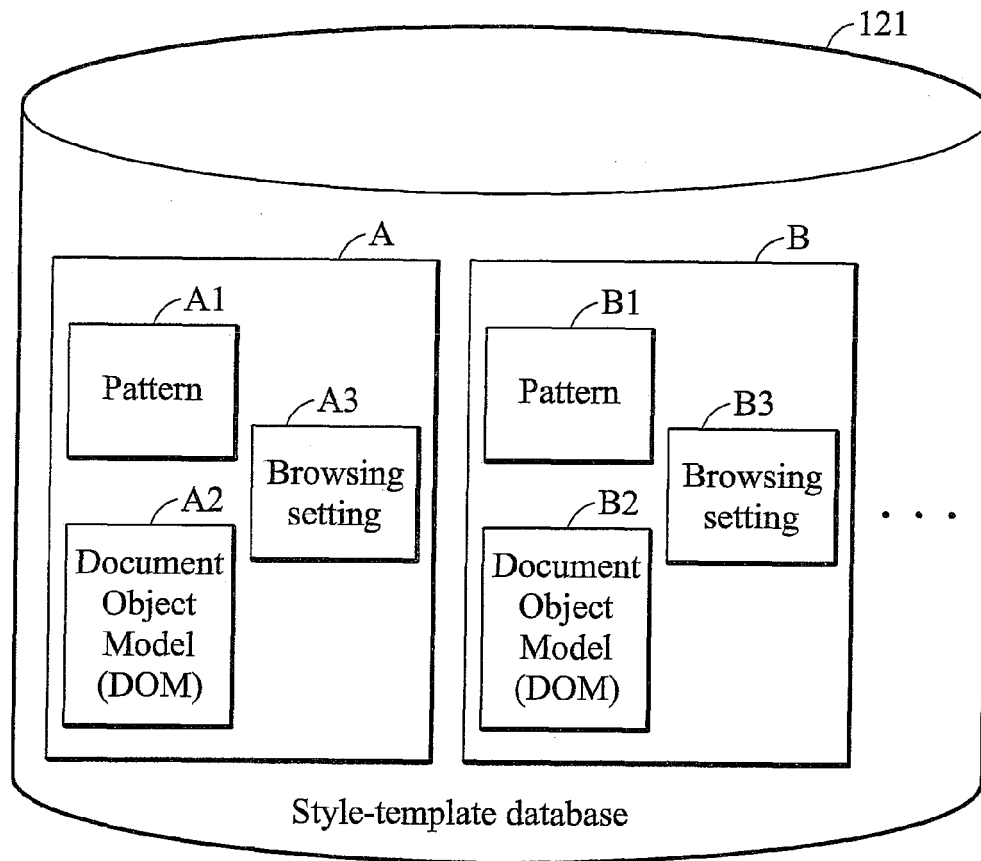 121
A
A1
Pattern
A3
Browsing
setting
A2
Document
Object
Model
(DOM)
B
B1
Pattern
B3
Browsing
setting
B2
Document
Object
Model
(DOM)
. . .
Style-template database